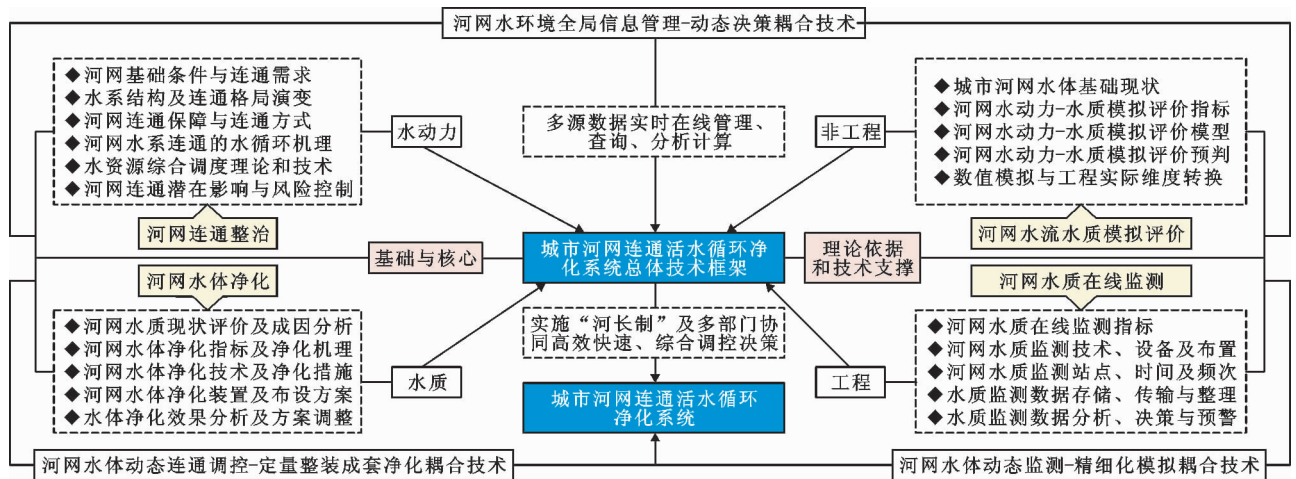 河网水环境全局信息管理-动态决策耦合技术
◆河网基础条件与连通需求
◆水系结构及连通格局演变
◆河网连通保障与连通方式
◆河网水系连通的水循环机理
◆水资源综合调度理论和技术
◆河网连通潜在影响与风险控制
水动力
多源数据实时在线管理、
查询、分析计算
非工程
◆城市河网水体基础现状
◆河网水动力-水质模拟评价指标
◆河网水动力-水质模拟评价模型
◆河网水动力-水质模拟评价预判
◆数值模拟与工程实际维度转换
河网连通整治
河网水流水质模拟评价
基础与核心
城市河网连通活水循环净
化系统总体技术框架
理论依据
和技术支撑
河网水体净化
河网水质在线监测
◆河网水质现状评价及成因分析
◆河网水体净化指标及净化机理
◆河网水体净化技术及净化措施
◆河网水体净化装置及布设方案
◆水体净化效果分析及方案调整
水质
实施“河长制”及多部门协
同高效快速、综合调控决策
工程
◆河网水质在线监测指标
◆河网水质监测技术、设备及布置
◆河网水质监测站点、时间及频次
◆水质监测数据存储、传输与整理
◆水质监测数据分析、决策与预警
城市河网连通活水循环
净化系统
河网水体动态连通调控-定量整装成套净化耦合技术
河网水体动态监测-精细化模拟耦合技术